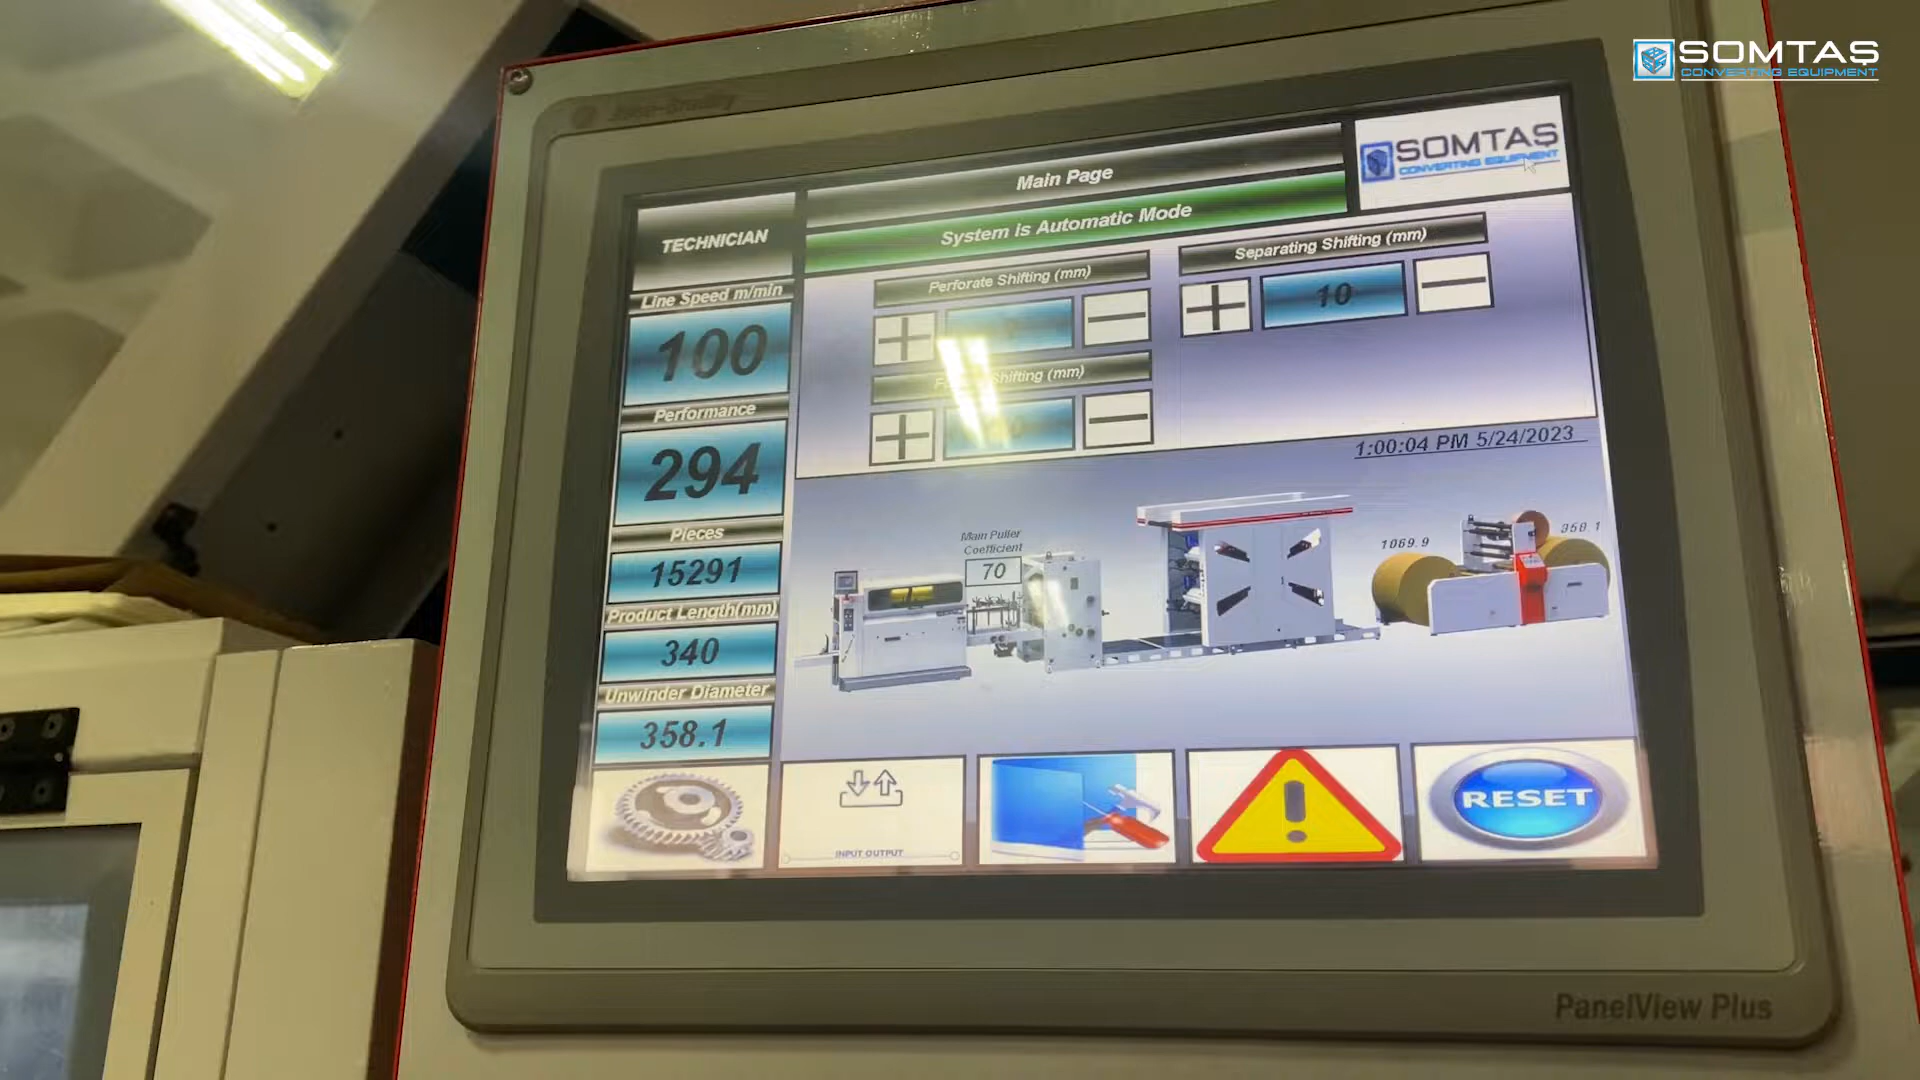 SOMTAŞ
CONVERTING EQUIPMENT
Allen-Bradley
Main Page
SOMTAŞ
CONVERTING EQUIPMENT
TECHNICIAN
System is Automatic Mode
Line Speed m/min
100
Perforate Shifting (mm)
Separating Shifting (mm)
10
Shifting (mm)
Performance
294
1:00:04 PM 5/24/2023
Pieces
15291
Main Puller
Coefficient
70
1069.9
358.1
Product Length(mm)
340
Unwinder Diameter
358.1
INPUT OUTPUT
RESET
PanelView Plus